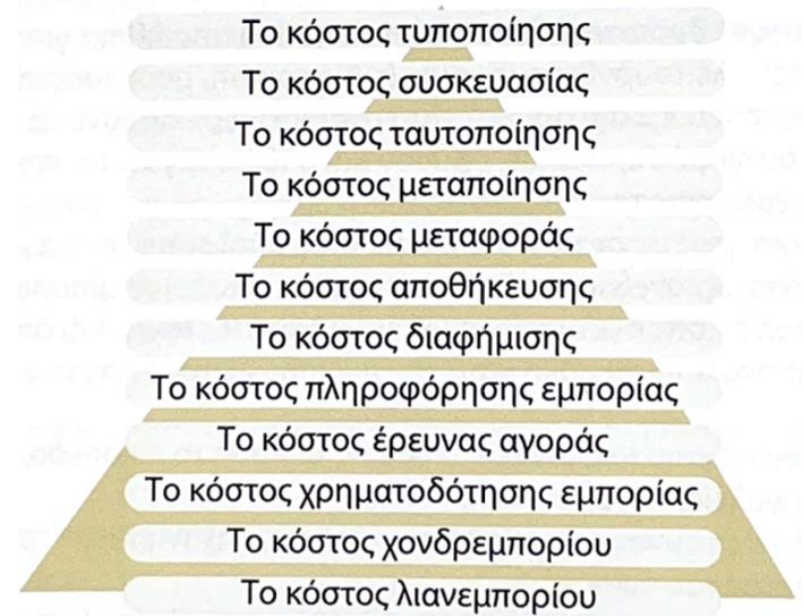 Το κόστος τυποποίησης
Το κόστος συσκευασίας
Το κόστος ταυτοποίησης
Το κόστος μεταποίησης
Το κόστος μεταφοράς
Το κόστος αποθήκευσης
Το κόστος διαφήμισης
Το κόστος πληροφόρησης εμπορίας
Το κόστος έρευνας αγοράς
Το κόστος χρηματοδότησης εμπορίας
Το κόστος χονδρεμπορίου
Το κόστος λιανεμπορίου